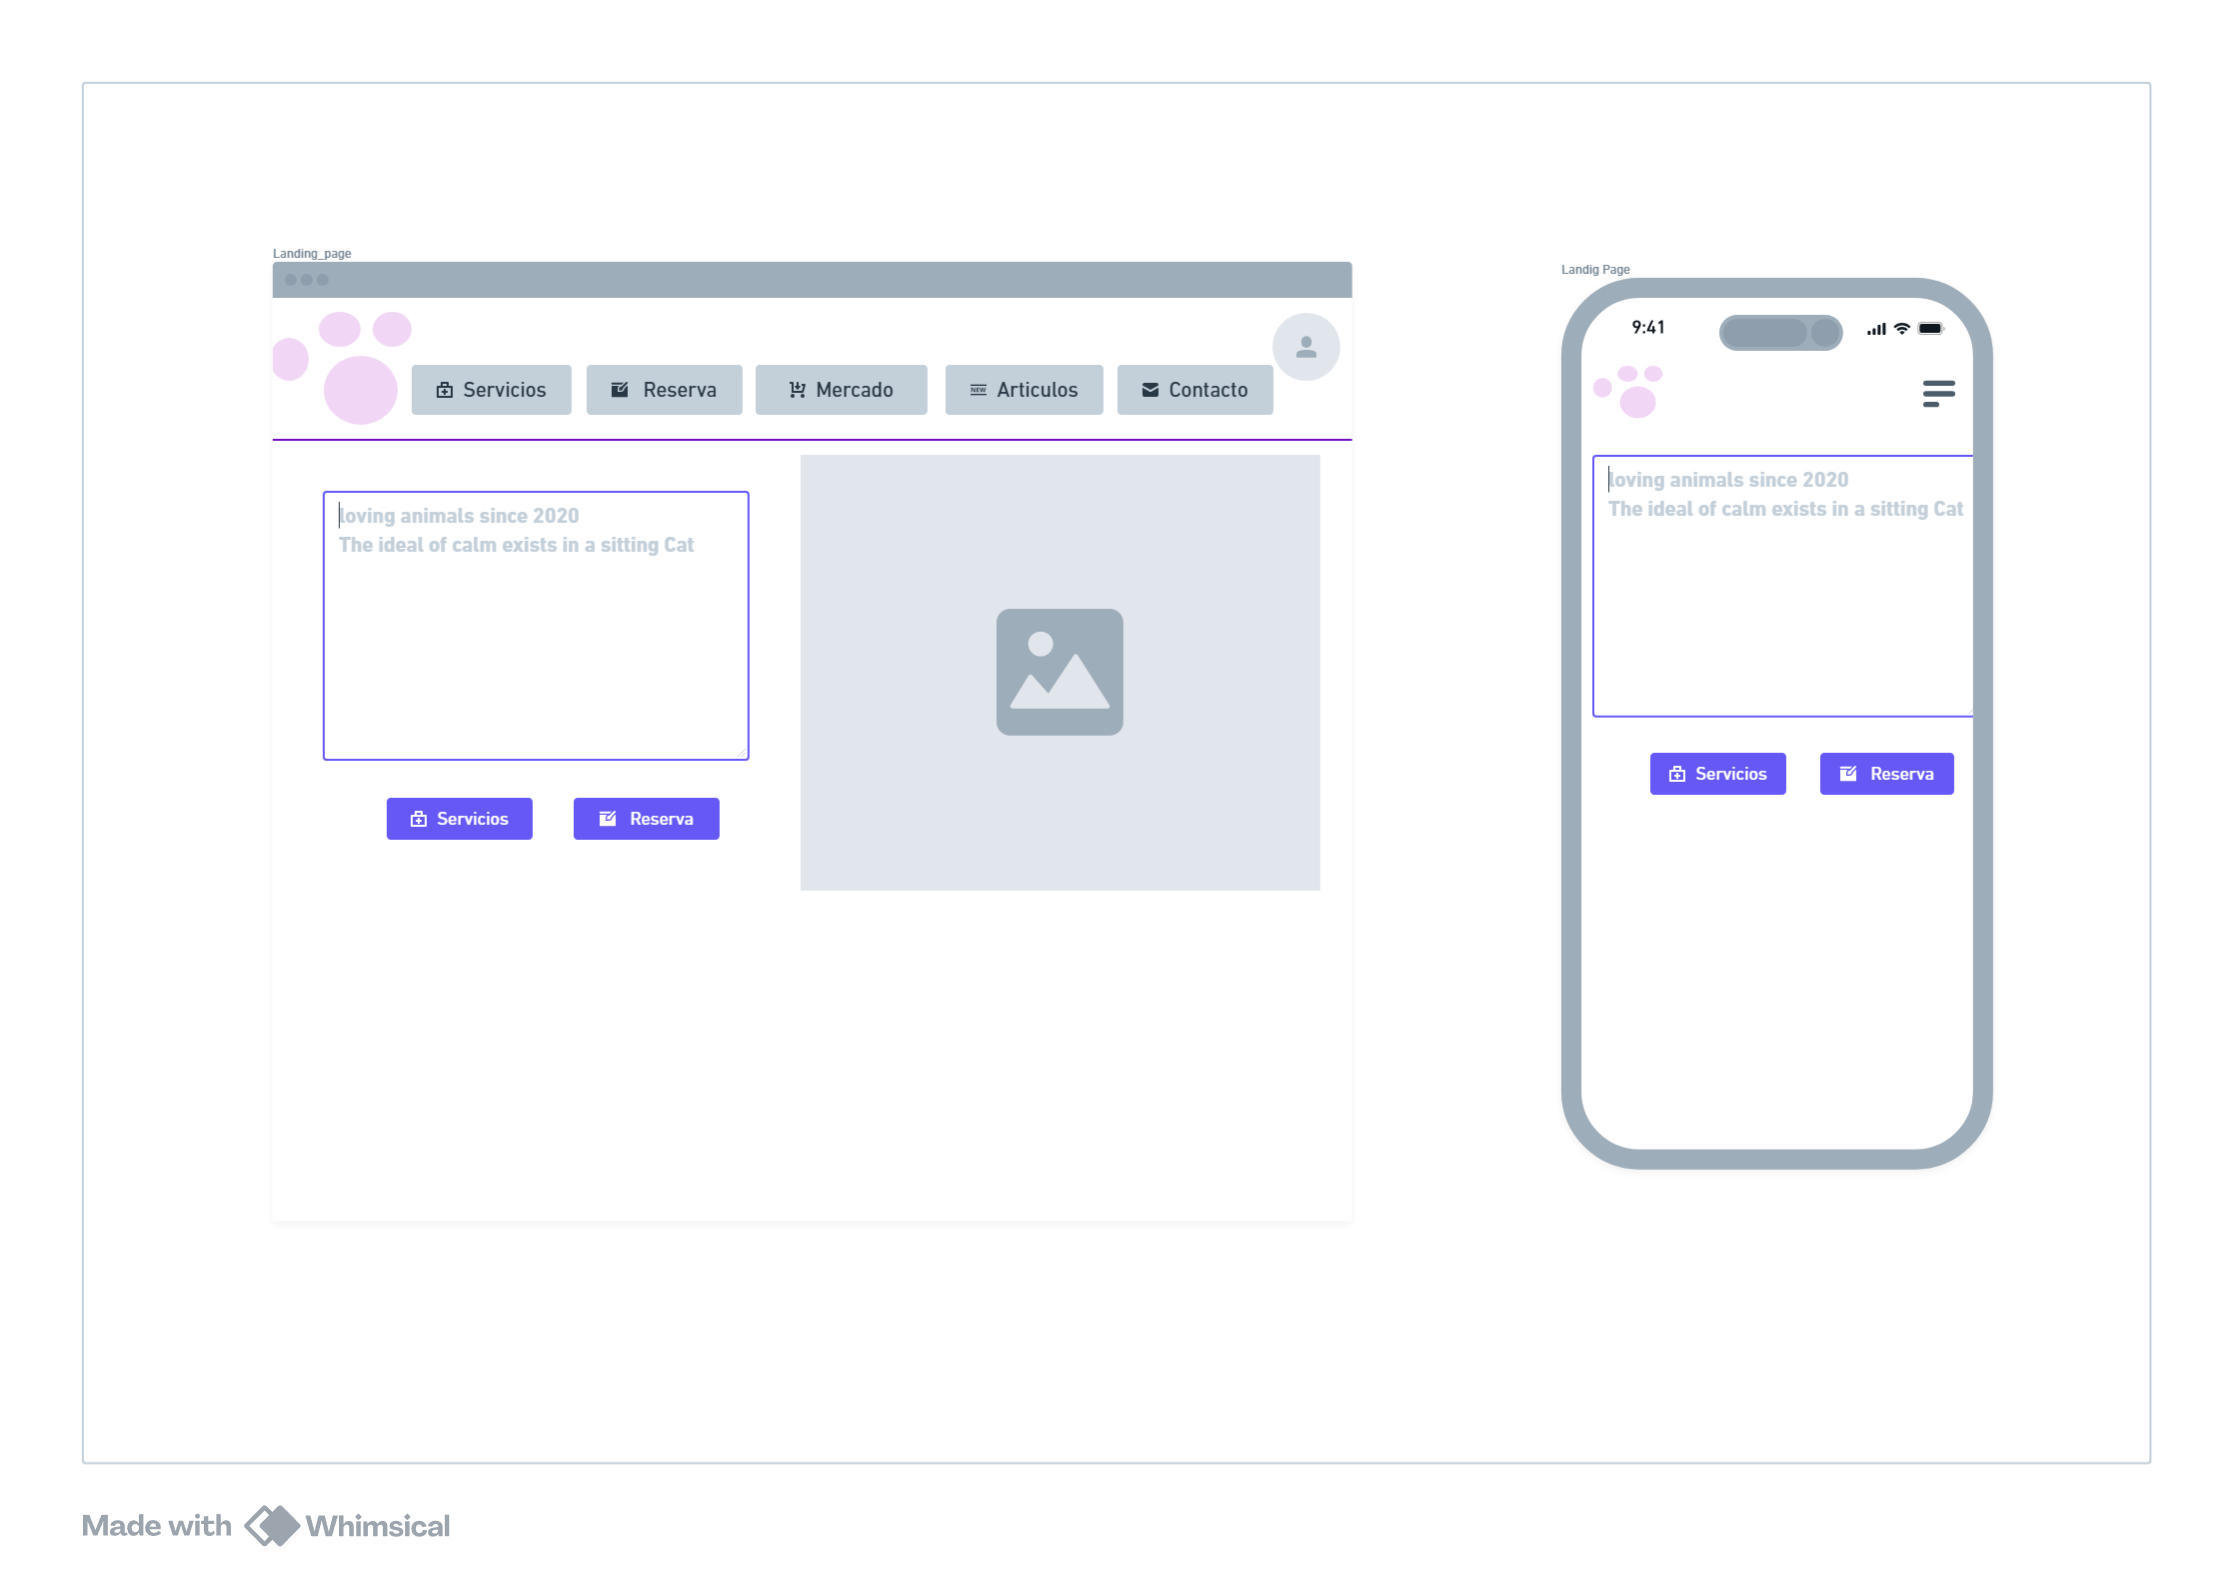 Landing_page
Servicios
Reserva
Mercado
NEW Articulos
Contacto
loving animals since 2020
The ideal of calm exists in a sitting Cat
Servicios
Reserva
Landig Page
9:41
loving animals since 2020
The ideal of calm exists in a sitting Cat
Servicios
Reserva
Made with Whimsical